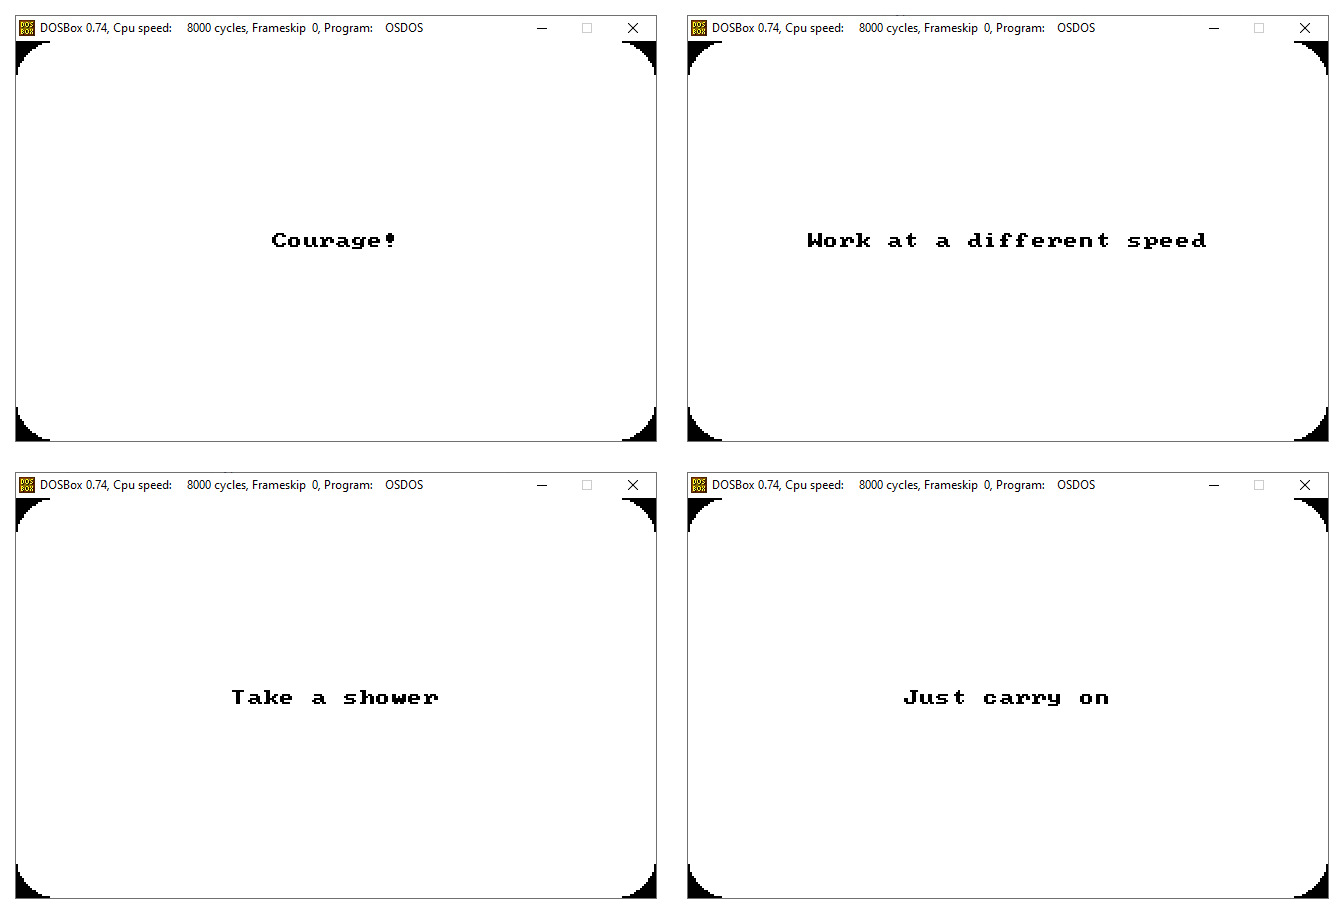 DOSBox 0.74, Cpu speed: 8000 cycles, Frameskip 0, Program: OSDOS
Courage!
DOSBox 0.74, Cpu speed: 8000 cycles, Frameskip 0, Program: OSDOS
Work at a different speed
DOSBox 0.74, Cpu speed: 8000 cycles, Frameskip 0, Program: OSDOS
Take a shower
DOSBox 0.74, Cpu speed: 8000 cycles, Frameskip 0, Program: OSDOS
Just carry on